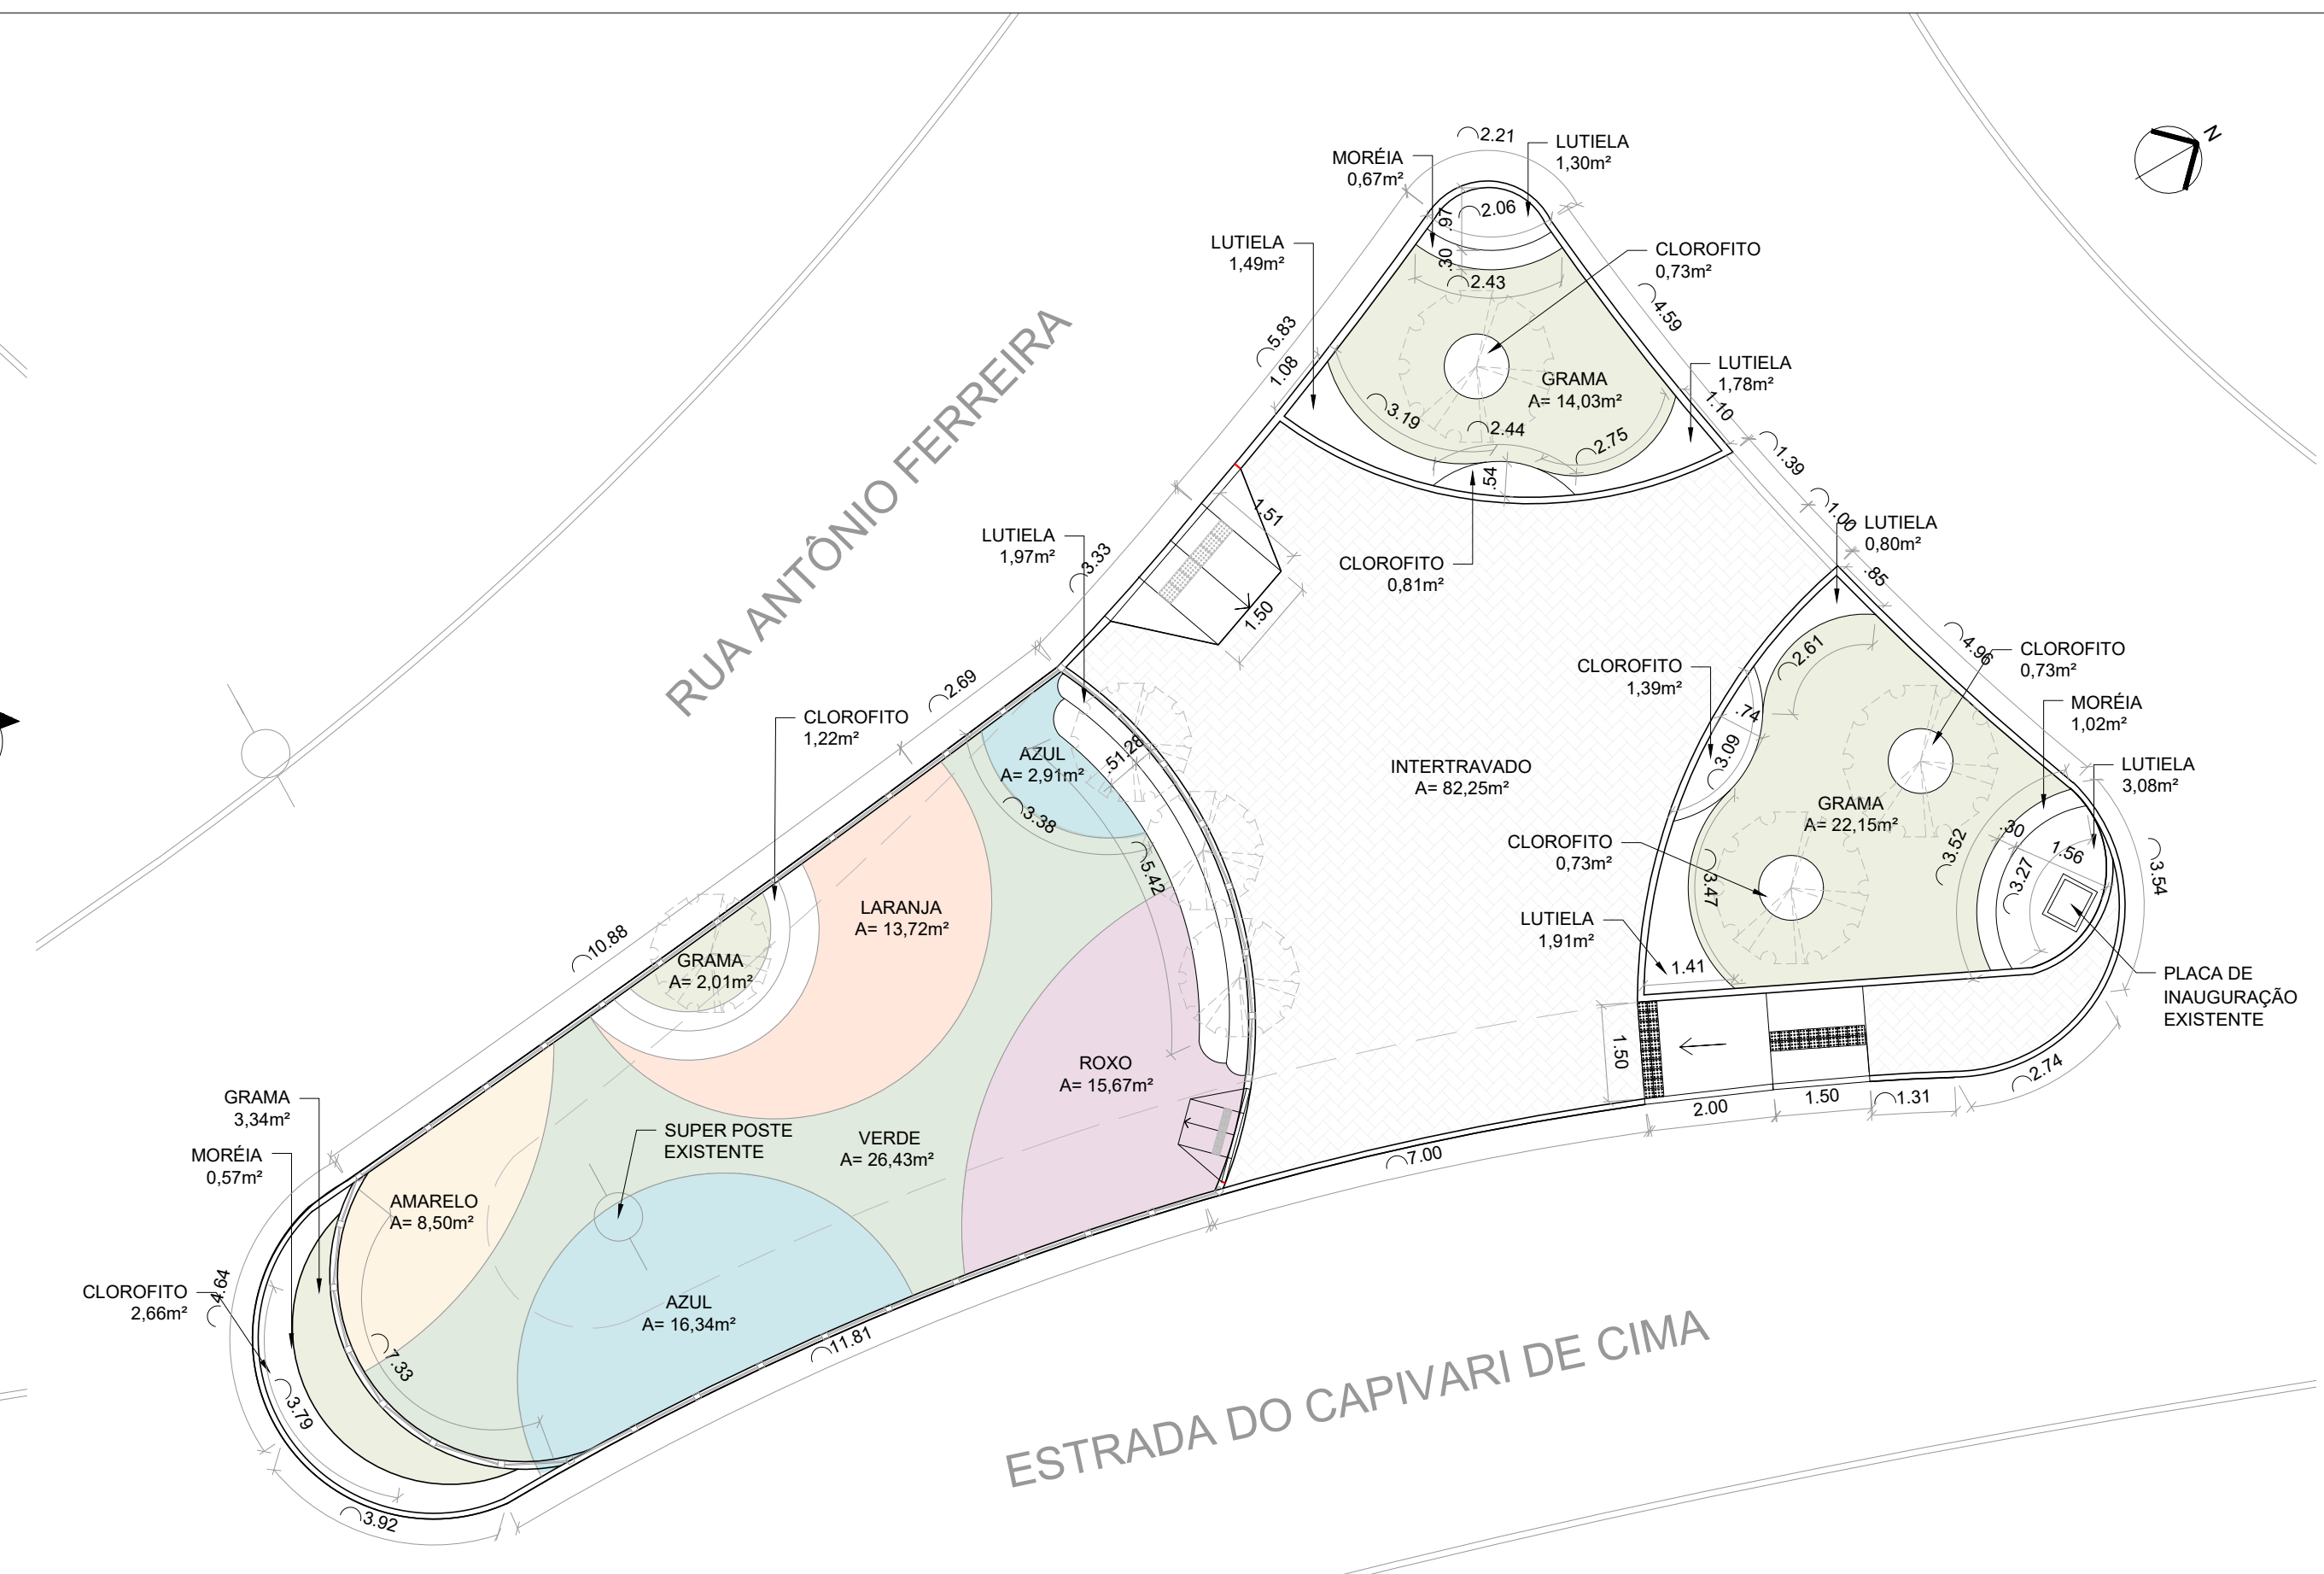 2.21
LUTIELA
1,30m²
MORÉIA
0,67m²
N
.97
2.06
LUTIELA
1,49m²
CLOROFITO
0,73m²
.30
2.43
4.59
5.83
1.08
LUTIELA
1,78m²
GRAMA
A= 14,03m²
1.10
3.19
2.44
2.75
1.39
.54
RUA ANTÔNIO FERREIRA
1.51
1.00
LUTIELA
0,80m²
LUTIELA
1,97m²
3.33
CLOROFITO
0,81m²
.85
1.50
4.96
CLOROFITO
0,73m²
2.61
CLOROFITO
1,39m²
2.69
MORÉIA
1,02m²
CLOROFITO
1,22m²
.74
3.09
AZUL
A= 2,91m²
.51
1.28
INTERTRAVADO
A= 82,25m²
LUTIELA
3,08m²
GRAMA
A= 22,15m²
3.38
.30
1.56
CLOROFITO
0,73m²
3.52
3.27
3.54
5.42
3.47
LARANJA
A= 13,72m²
LUTIELA
1,91m²
10.88
GRAMA
A= 2,01m²
1.41
PLACA DE
INAUGURAÇÃO
EXISTENTE
1.50
ROXO
A= 15,67m²
2.74
GRAMA
3,34m²
2.00
1.50
1.31
SUPER POSTE
EXISTENTE
VERDE
A= 26,43m²
MORÉIA
0,57m²
7.00
AMARELO
A= 8,50m²
CLOROFITO
2,66m²
4.64
AZUL
A= 16,34m²
11.81
7.33
ESTRADA DO CAPIVARI DE CIMA
3.79
3.92